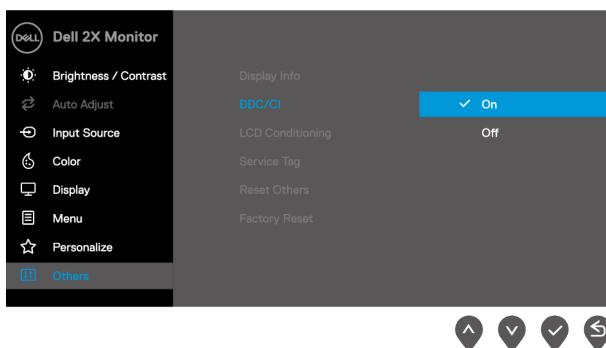 DELL Dell 2X Monitor
Brightness / Contrast
Auto Adjust
Input Source
Color
Display
Menu
Personalize
Others
Display Info
DDC/CI
LCD Conditioning
Service Tag
Reset Others
Factory Reset
On
Off